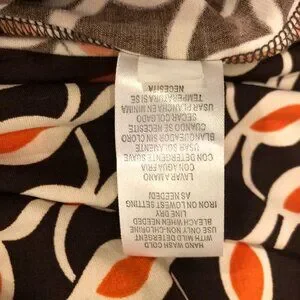 HAND WASH COLD
WITH MILD DETERGENT
USE ONLY NON-CHLORINE
BLEACH WHEN NEEDED
LINE DRY
IRON ON LOWEST SETTING
AS NEEDED
LAVAR A MANO
CON AGUA FRIA
CON DETERGENTE SUAVE
USAR SOLAMENTE
BLANQUEADOR SIN CLORO
CUANDO SE NECESITE
SECAR COLGADO
USAR PLANCHA EN MINIMA
TEMPERATURA SI SE
NECESITA